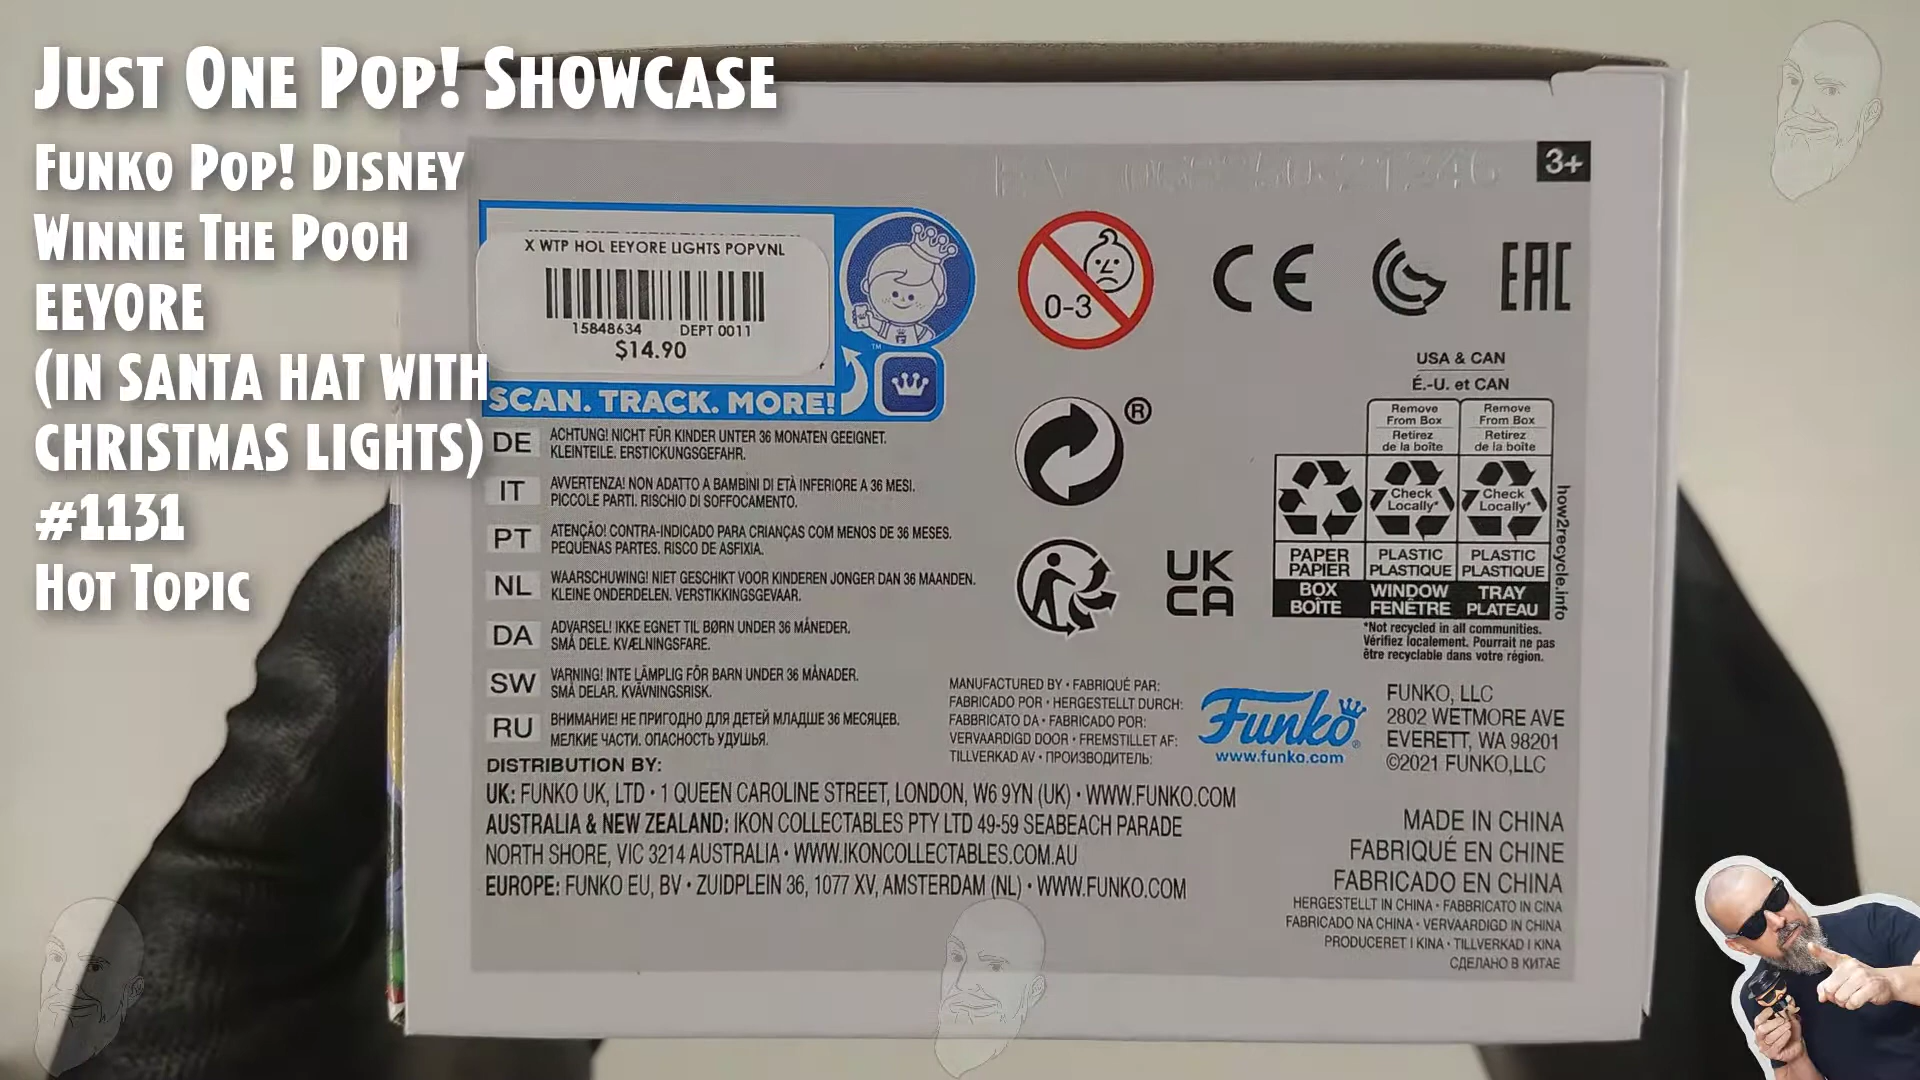 Just One Pop! Showcase
Funko Pop! Disney
Winnie The Pooh
EEYORE
(IN SANTA HAT WITH
CHRISTMAS LIGHTS)
#1131
Hot Topic
3+
X WTP HOL EEYORE LIGHTS POPVNL
15848634 DEPT 0011
$14.90
SCAN. TRACK. MORE!
TM
0-3
CE
EAC
DE ACHTUNG! NICHT FÜR KINDER UNTER 36 MONATEN GEEIGNET.
KLEINTEILE. ERSTICKUNGSGEFAHR.
IT AVVERTENZA! NON ADATTO A BAMBINI DI ETÀ INFERIORE A 36 MESI.
PICCOLE PARTI. RISCHIO DI SOFFOCAMENTO.
PT ATENÇÃO! CONTRA-INDICADO PARA CRIANÇAS COM MENOS DE 36 MESES.
PEQUENAS PARTES. RISCO DE ASFIXIA.
NL WAARSCHUWING! NIET GESCHIKT VOOR KINDEREN JONGER DAN 36 MAANDEN.
KLEINE ONDERDELEN. VERSTIKKINGSGEVAAR.
DA ADVARSEL! IKKE EGNET TIL BØRN UNDER 36 MÅNEDER.
SMÅ DELE. KVÆLNINGSFARE.
SW VARNING! INTE LÄMPLIG FÖR BARN UNDER 36 MÅNADER.
SMÅ DELAR. KVÄVNINGSRISK.
RU ВНИМАНИЕ! НЕ ПРИГОДНО ДЛЯ ДЕТЕЙ МЛАДШЕ 36 МЕСЯЦЕВ.
МЕЛКИЕ ЧАСТИ. ОПАСНОСТЬ УДУШЬЯ.
®
UK
CA
USA & CAN
É.-U. et CAN
Remove From Box Retirez de la boîte
Remove From Box Retirez de la boîte
Check Locally*
Check Locally*
PAPER PLASTIC PLASTIC
PAPIER PLASTIQUE PLASTIQUE
BOX WINDOW TRAY
BOÎTE FENÊTRE PLATEAU
how2recycle.info
*Not recycled in all communities.
Vérifiez localement. Pourrait ne pas
être recyclable dans votre région.
MANUFACTURED BY • FABRIQUÉ PAR:
FABRICADO POR • HERGESTELLT DURCH:
FABBRICATO DA • FABRICADO POR:
VERVAARDIGD DOOR • FREMSTILLET AF:
TILLVERKAD AV • ПРОИЗВОДИТЕЛЬ:
Funko®
www.funko.com
FUNKO, LLC
2802 WETMORE AVE
EVERETT, WA 98201
©2021 FUNKO,LLC
DISTRIBUTION BY:
UK: FUNKO UK, LTD • 1 QUEEN CAROLINE STREET, LONDON, W6 9YN (UK) • WWW.FUNKO.COM
AUSTRALIA & NEW ZEALAND: IKON COLLECTABLES PTY LTD 49-59 SEABEACH PARADE
NORTH SHORE, VIC 3214 AUSTRALIA • WWW.IKONCOLLECTABLES.COM.AU
EUROPE: FUNKO EU, BV • ZUIDPLEIN 36, 1077 XV, AMSTERDAM (NL) • WWW.FUNKO.COM
MADE IN CHINA
FABRIQUÉ EN CHINE
FABRICADO EN CHINA
HERGESTELLT IN CHINA • FABBRICATO IN CINA
FABRICADO NA CHINA • VERVAARDIGD IN CHINA
PRODUCERET I KINA • TILLVERKAD I KINA
СДЕЛАНО В КИТАЕ